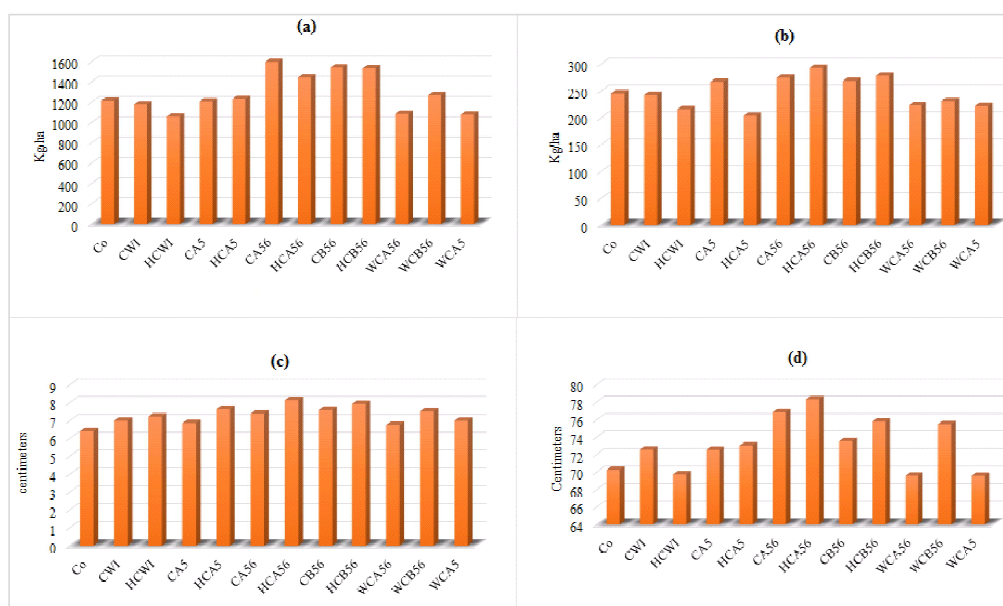 (a)
Kg/ha
1600
1400
1200
1000
800
600
400
200
0
Co CWI HCWI CA5 HCA5 CA56 HCA56 CB56 HCB56 WCA56 WCB56 WCA5
(b)
Kg/ha
300
250
200
150
100
50
0
Co CWI HCWI CA5 HCA5 CA56 HCA56 CB56 HCB56 WCA56 WCB56 WCA5
(c)
centimeters
9
8
7
6
5
4
3
2
1
0
Co CWI HCWI CA5 HCA5 CA56 HCA56 CB56 HCB56 WCA56 WCB56 WCA5
(d)
Centimeters
80
78
76
74
72
70
68
66
64
Co CWI HCWI CA5 HCA5 CA56 HCA56 CB56 HCB56 WCA56 WCB56 WCA5